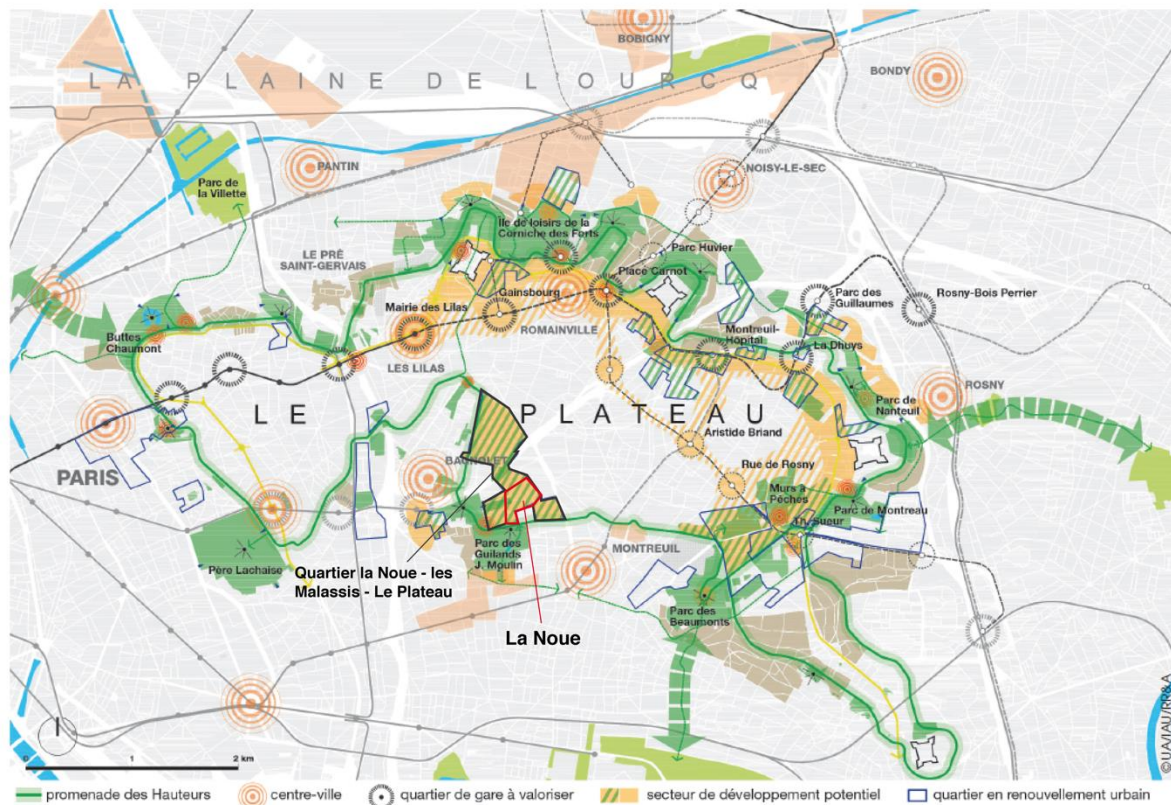 BOBIGNY
LA PLAINE DE L'OURCQ
BONDY
PANTIN
NOISY-LE-SEC
Parc de
la Villette
Ile de loisirs de la
Corniche des Forts
Parc Huvier
LE PRÉ
SAINT-GERVAIS
Place Carnot
Gainsbourg
Parc des
Guillaumes
Rosny-Bois Perrier
Mairie des Lilas
ROMAINVILLE
Buttes
Chaumont
Montreuil-
Hôpital
La Dhuys
LES LILAS
ROSNY
Parc de
Nanteuil
LE PLATEAU
Aristide Briand
PARIS
BAGNOLET
Rue de Rosny
Murs à
Pêches
Parc de Montreau
Th. Sueur
Parc des
Guilands
J. Moulin
MONTREUIL
Père Lachaise
Quartier la Noue - les
Malassis - Le Plateau
Parc des
Beaumonts
La Noue
0 1 2 km
©UA/IAU/RR&A
promenade des Hauteurs
centre-ville
quartier de gare à valoriser
secteur de développement potentiel
quartier en renouvellement urbain